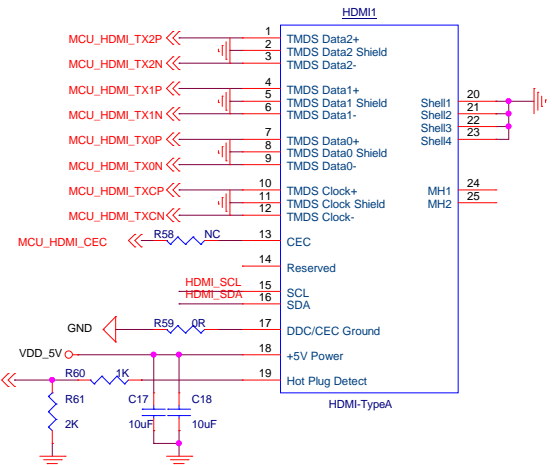 HDMI1
MCU_HDMI_TX2P 1 TMDS Data2+
2 TMDS Data2 Shield
MCU_HDMI_TX2N 3 TMDS Data2-
MCU_HDMI_TX1P 4 TMDS Data1+
5 TMDS Data1 Shield 20 Shell1
MCU_HDMI_TX1N 6 TMDS Data1- 21 Shell2
22 Shell3
MCU_HDMI_TX0P 7 TMDS Data0+ 23 Shell4
8 TMDS Data0 Shield
MCU_HDMI_TX0N 9 TMDS Data0-
MCU_HDMI_TXCP 10 TMDS Clock+ MH1 24
11 TMDS Clock Shield MH2 25
MCU_HDMI_TXCN 12 TMDS Clock-
MCU_HDMI_CEC R58 NC 13 CEC
14 Reserved
HDMI_SCL 15 SCL
HDMI_SDA 16 SDA
GND R59 0R 17 DDC/CEC Ground
VDD_5V 18 +5V Power
R60 1K 19 Hot Plug Detect
R61 C17 C18 HDMI-TypeA
2K 10uF 10uF